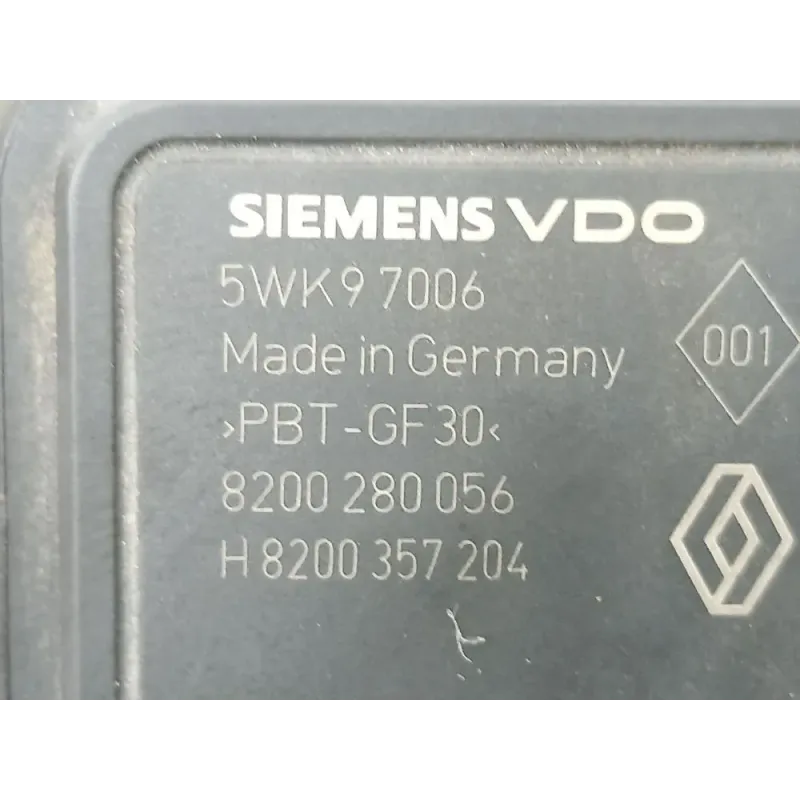 SIEMENS VDO
5WK9 7006
Made in Germany
001
>PBT-GF30<
8200 280 056
H 8200 357 204